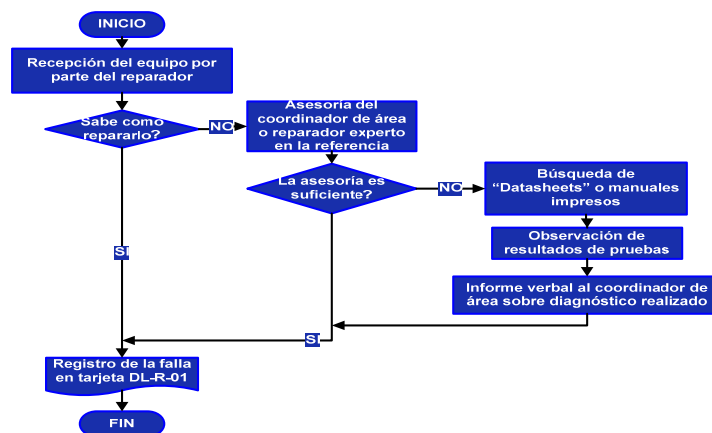 INICIO
Recepción del equipo por
parte del reparador
Sabe como
repararlo?
NO
Asesoría del
coordinador de área
o reparador experto
en la referencia
La asesoría es
suficiente?
NO
Búsqueda de
“Datasheets” o manuales
impresos
Observación de
resultados de pruebas
Informe verbal al coordinador de
área sobre diagnóstico realizado
SI
SI
Registro de la falla
en tarjeta DL-R-01
FIN